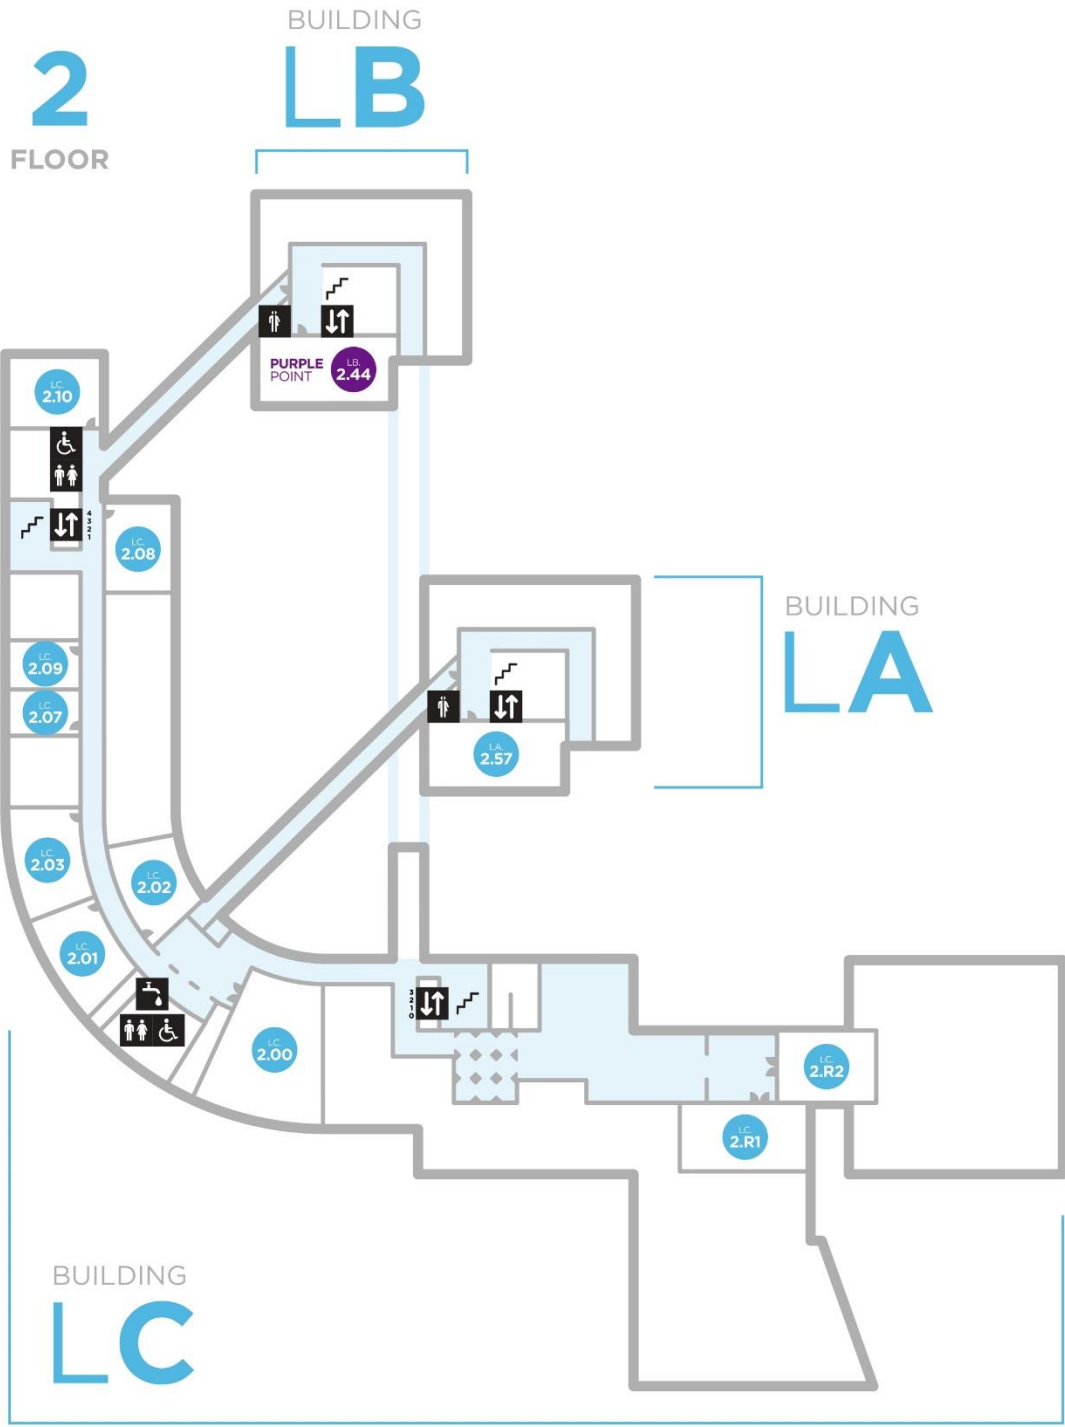 BUILDING
LB
2
FLOOR
PURPLE
POINT
LB.
2.44
LC.
2.10
4
3
2
1
LC.
2.08
BUILDING
LA
LC.
2.09
LC.
2.07
LA.
2.57
LC.
2.03
LC.
2.02
LC.
2.01
3
2
1
0
LC.
2.00
LC.
2.R2
LC.
2.R1
BUILDING
LC